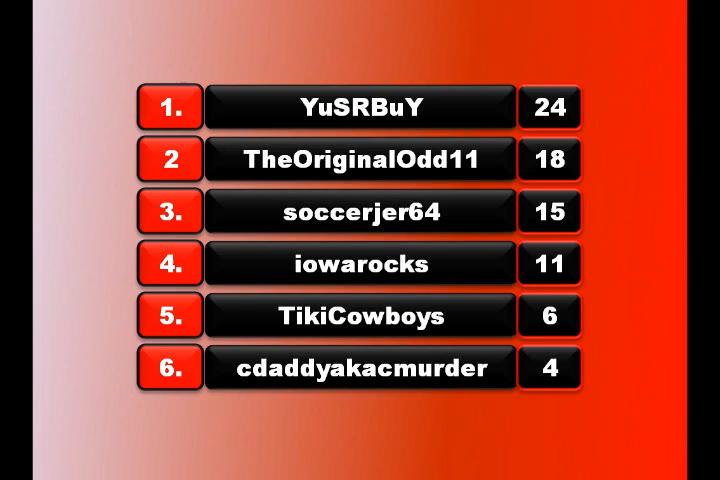 1. YuSRBuY 24
2 TheOriginalOdd11 18
3. soccerjer64 15
4. iowarocks 11
5. TikiCowboys 6
6. cdaddyakacmurder 4